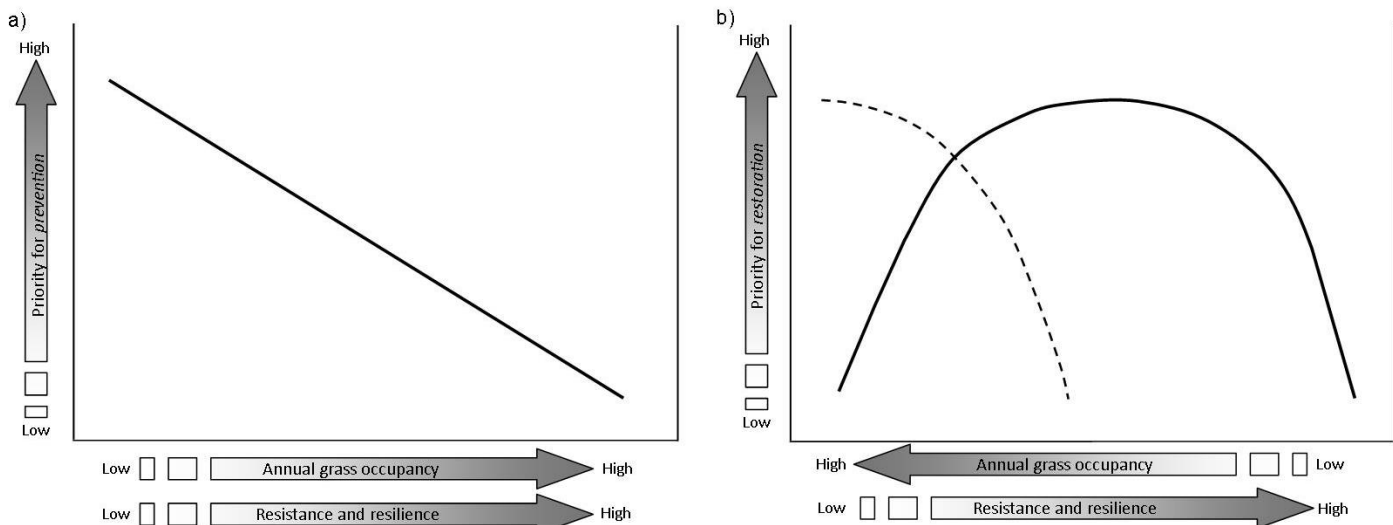 a)
High
Priority for prevention
Low
Low
Annual grass occupancy
High
Low
Resistance and resilience
High
b)
High
Priority for restoration
Low
High
Annual grass occupancy
Low
Low
Resistance and resilience
High